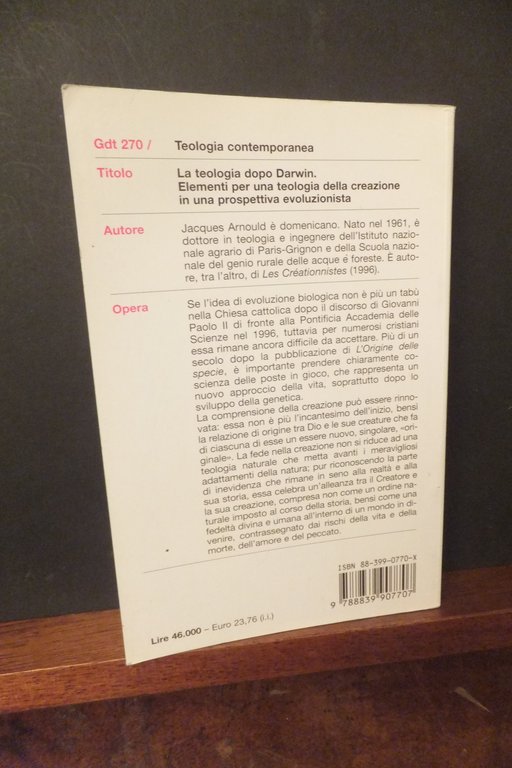 Gdt 270 / Teologia contemporanea
Titolo La teologia dopo Darwin.
Elementi per una teologia della creazione
in una prospettiva evoluzionista
Autore Jacques Arnould è domenicano. Nato nel 1961, è
dottore in teologia e ingegnere dell'Istituto nazio-
nale agrario di Paris-Grignon e della Scuola nazio-
nale del genio rurale delle acque e foreste. È auto-
re, tra l'altro, di Les Créationnistes (1996).
Opera Se l'idea di evoluzione biologica non è più un tabù
nella Chiesa cattolica dopo il discorso di Giovanni
Paolo II di fronte alla Pontificia Accademia delle
Scienze nel 1996, tuttavia per numerosi cristiani
essa rimane ancora difficile da accettare. Più di un
secolo dopo la pubblicazione di L'Origine delle
specie, è importante prendere chiaramente co-
scienza delle poste in gioco, che rappresenta un
nuovo approccio della vita, soprattutto dopo lo
sviluppo della genetica.
La comprensione della creazione può essere rinno-
vata: essa non è più l'incantesimo dell'inizio, bensì
la relazione di origine tra Dio e le sue creature che fa
di ciascuna di esse un essere nuovo, singolare, «ori-
ginale». La fede nella creazione non si riduce ad una
teologia naturale che metta avanti i meravigliosi
adattamenti della natura; pur riconoscendo la parte
di inevidenza che rimane in seno alla realtà e alla
sua storia, essa celebra un'alleanza tra il Creatore e
la sua creazione, compresa non come un ordine na-
turale imposto al corso della storia, bensì come una
fedeltà divina e umana all'interno di un mondo in di-
venire, contrassegnato dai rischi della vita e della
morte, dell'amore e del peccato.
ISBN 88-399-0770-X
9 788839 907707
Lire 46.000 – Euro 23,76 (i.i.)